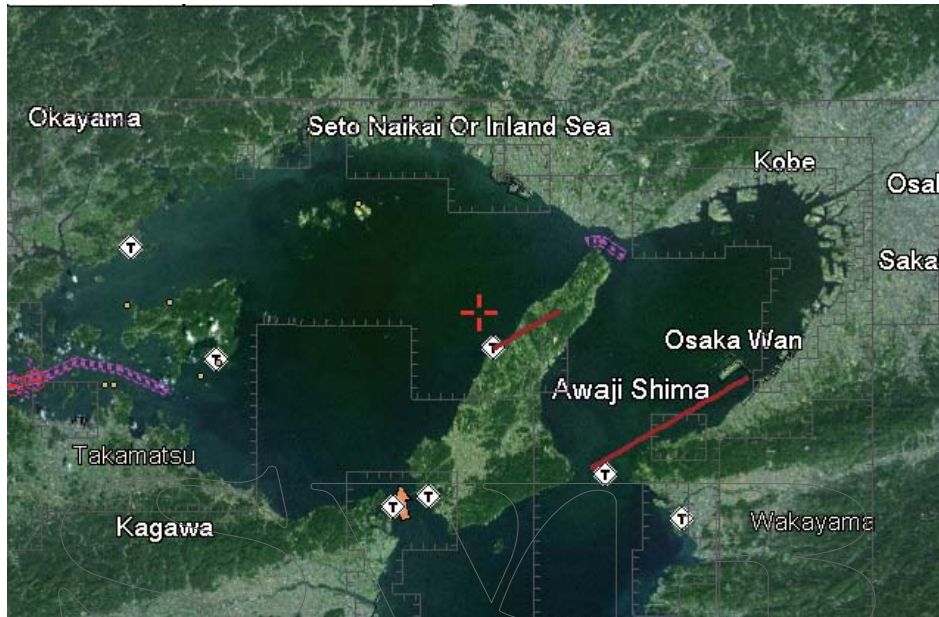 Okayama
Seto Naikai Or Inland Sea
Kobe
Osal
Saka
Osaka Wan
Awaji Shima
Takamatsu
Kagawa
Wakayama
T
T
T
T
T
T
T